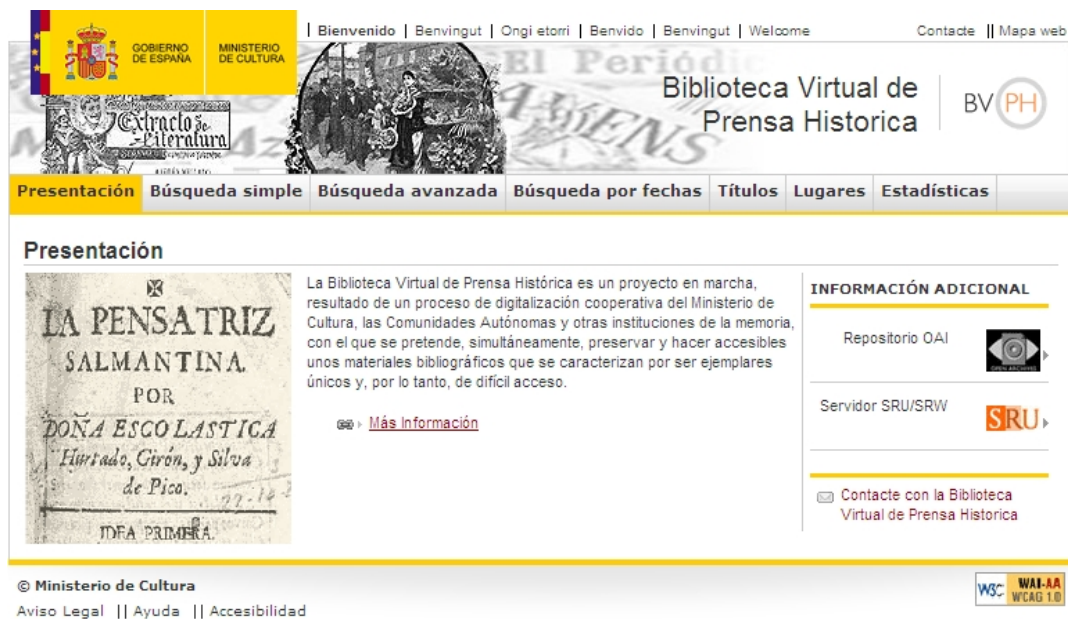 GOBIERNO
DE ESPAÑA
MINISTERIO
DE CULTURA
Bienvenido | Benvingut | Ongi etorri | Benvido | Benvingut | Welcome
Contacte || Mapa web
El Periódic
Extracto de
Literatura
Az
Biblioteca Virtual de
Prensa Historica
BVPH
Presentación
Búsqueda simple
Búsqueda avanzada
Búsqueda por fechas
Títulos
Lugares
Estadísticas
Presentación
LA PENSATRIZ
SALMANTINA.
POR
DOÑA ESCOLASTICA
Hurtado, Girón, y Silva
de Pico.
IDEA PRIMERA.
La Biblioteca Virtual de Prensa Histórica es un proyecto en marcha,
resultado de un proceso de digitalización cooperativa del Ministerio de
Cultura, las Comunidades Autónomas y otras instituciones de la memoria,
con el que se pretende, simultáneamente, preservar y hacer accesibles
unos materiales bibliográficos que se caracterizan por ser ejemplares
únicos y, por lo tanto, de difícil acceso.
Más Información
INFORMACIÓN ADICIONAL
Repositorio OAI
OPEN ARCHIVES
Servidor SRU/SRW
SRU
Contacte con la Biblioteca
Virtual de Prensa Historica
© Ministerio de Cultura
Aviso Legal || Ayuda || Accesibilidad
W3C WAI-AA
WCAG 1.0